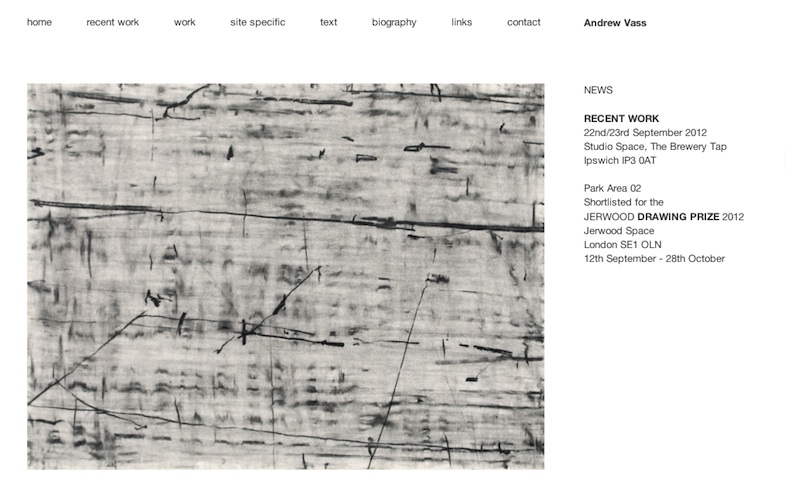 home recent work work site specific text biography links contact Andrew Vass
NEWS
RECENT WORK
22nd/23rd September 2012
Studio Space, The Brewery Tap
Ipswich IP3 0AT
Park Area 02
Shortlisted for the
JERWOOD DRAWING PRIZE 2012
Jerwood Space
London SE1 OLN
12th September - 28th October